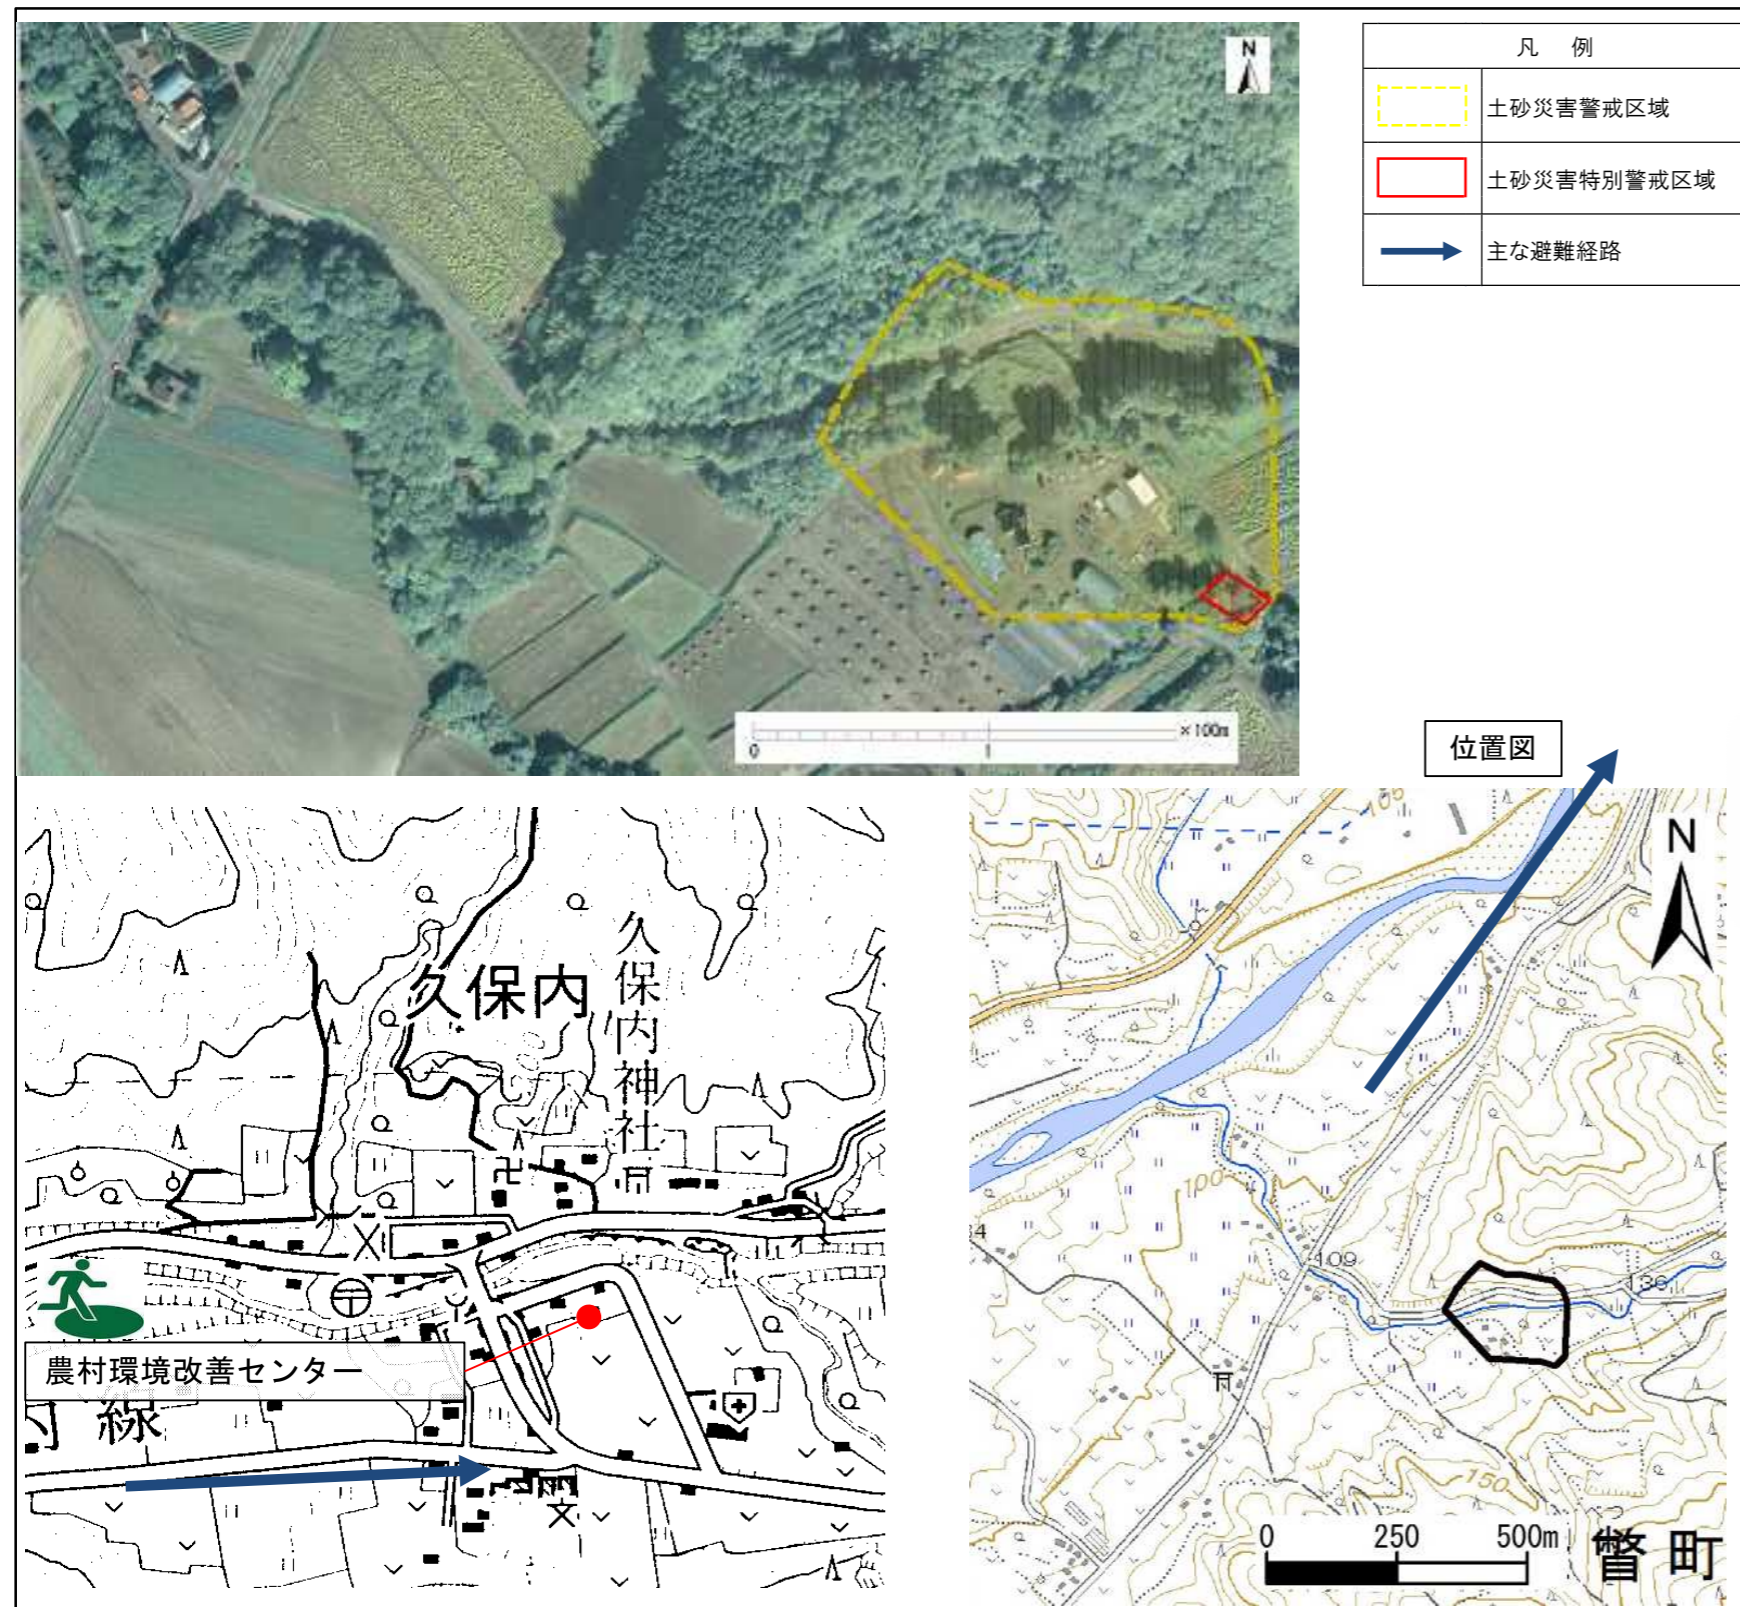 N
凡 例
土砂災害警戒区域
土砂災害特別警戒区域
主な避難経路
×100m
0
1
位置図
久保内
久保内神社
農村環境改善センター
線
N
105
100
109
136
150
0 250 500m
瞥町